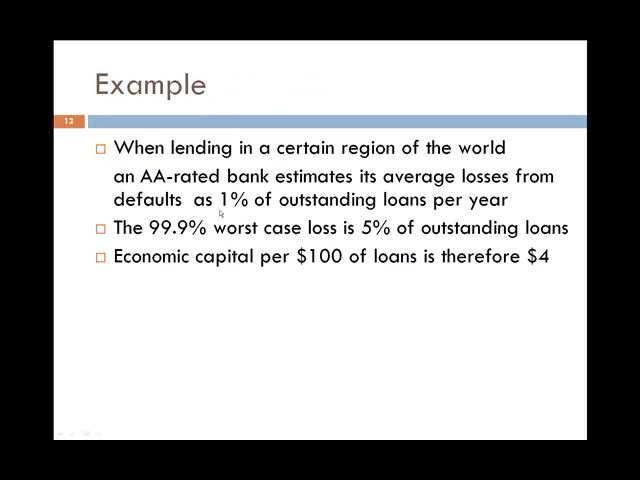 Example
12
When lending in a certain region of the world
an AA-rated bank estimates its average losses from
defaults as 1% of outstanding loans per year
The 99.9% worst case loss is 5% of outstanding loans
Economic capital per $100 of loans is therefore $4